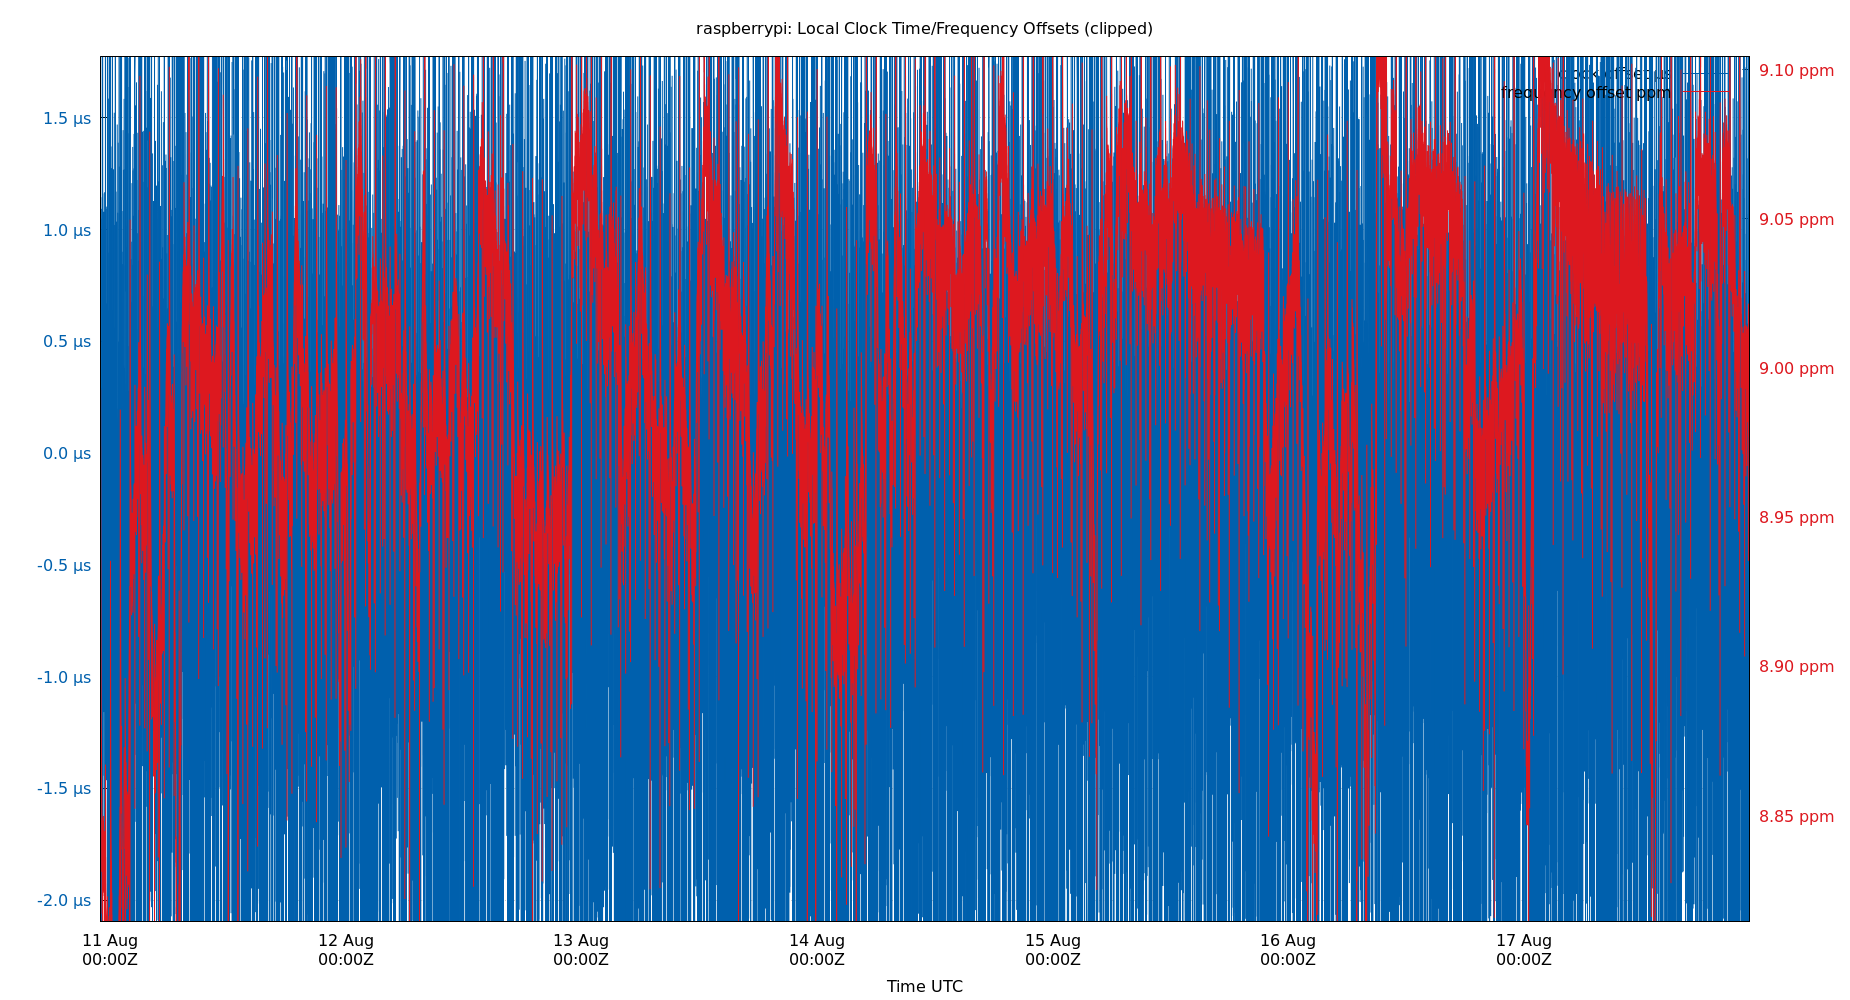 raspberrypi: Local Clock Time/Frequency Offsets (clipped)
clock offset µs
frequency offset ppm
1.5 µs
1.0 µs
0.5 µs
0.0 µs
-0.5 µs
-1.0 µs
-1.5 µs
-2.0 µs
9.10 ppm
9.05 ppm
9.00 ppm
8.95 ppm
8.90 ppm
8.85 ppm
11 Aug
00:00Z
12 Aug
00:00Z
13 Aug
00:00Z
14 Aug
00:00Z
15 Aug
00:00Z
16 Aug
00:00Z
17 Aug
00:00Z
Time UTC